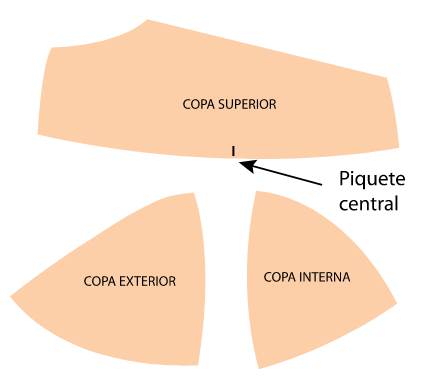 COPA SUPERIOR
Piquete
central
COPA EXTERIOR
COPA INTERNA